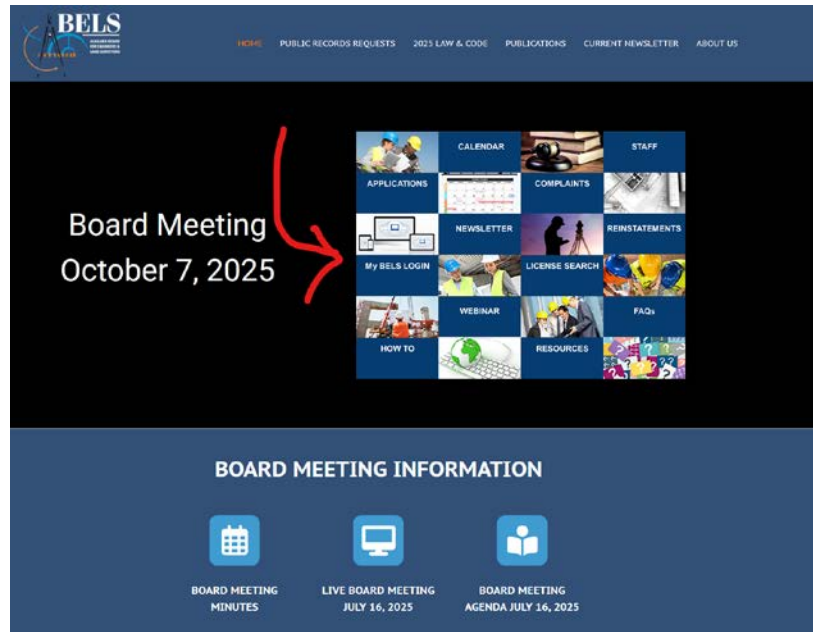 BELS
HOME PUBLIC RECORDS REQUESTS 2025 LAW & CODE PUBLICATIONS CURRENT NEWSLETTER ABOUT US
Board Meeting
October 7, 2025
CALENDAR
STAFF
APPLICATIONS
COMPLAINTS
NEWSLETTER
REINSTATEMENTS
My BELS LOGIN
LICENSE SEARCH
WEBINAR
FAQs
HOW TO
RESOURCES
BOARD MEETING INFORMATION
BOARD MEETING
MINUTES
LIVE BOARD MEETING
JULY 16, 2025
BOARD MEETING
AGENDA JULY 16, 2025